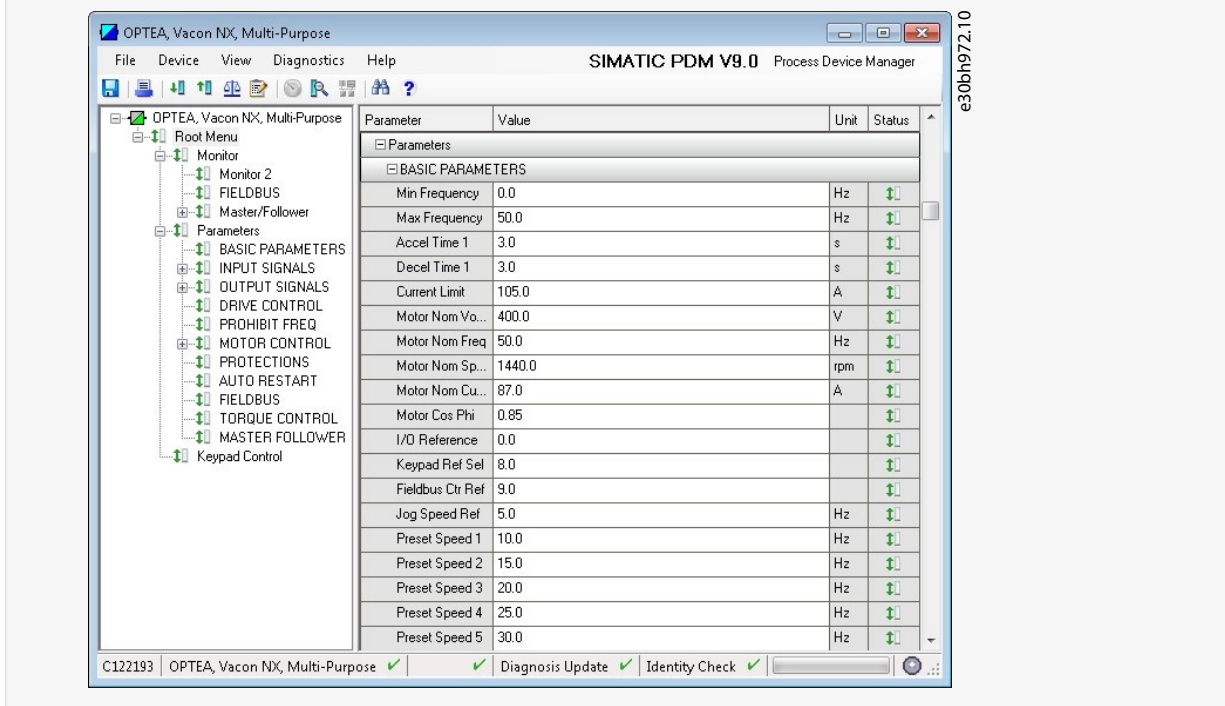 OPTEA, Vacon NX, Multi-Purpose
File Device View Diagnostics Help
SIMATIC PDM V9.0 Process Device Manager
OPTEA, Vacon NX, Multi-Purpose
Root Menu
Monitor
Monitor 2
FIELDBUS
Master/Follower
Parameters
BASIC PARAMETERS
INPUT SIGNALS
OUTPUT SIGNALS
DRIVE CONTROL
PROHIBIT FREQ
MOTOR CONTROL
PROTECTIONS
AUTO RESTART
FIELDBUS
TORQUE CONTROL
MASTER FOLLOWER
Keypad Control
Parameter Value Unit Status
Parameters
BASIC PARAMETERS
Min Frequency 0.0 Hz
Max Frequency 50.0 Hz
Accel Time 1 3.0 s
Decel Time 1 3.0 s
Current Limit 105.0 A
Motor Nom Vo... 400.0 V
Motor Nom Freq 50.0 Hz
Motor Nom Sp... 1440.0 rpm
Motor Nom Cu... 87.0 A
Motor Cos Phi 0.85
I/O Reference 0.0
Keypad Ref Sel 8.0
Fieldbus Ctr Ref 9.0
Jog Speed Ref 5.0 Hz
Preset Speed 1 10.0 Hz
Preset Speed 2 15.0 Hz
Preset Speed 3 20.0 Hz
Preset Speed 4 25.0 Hz
Preset Speed 5 30.0 Hz
C122193 OPTEA, Vacon NX, Multi-Purpose Diagnosis Update Identity Check
e30bh972.10